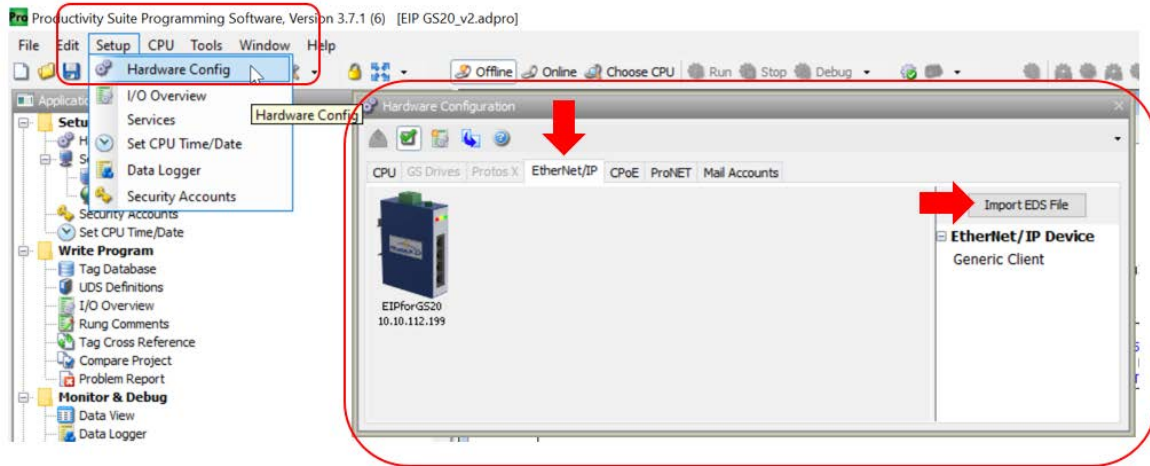 Pro Productivity Suite Programming Software, Version 3.7.1 (6) [EIP GS20_v2.adpro]
File Edit Setup CPU Tools Window Help
Offline Online Choose CPU Run Stop Debug
Hardware Config
I/O Overview
Services
Set CPU Time/Date
Data Logger
Security Accounts
Hardware Config
Applicatio
Setu
H
S
Security Accounts
Set CPU Time/Date
Write Program
Tag Database
UDS Definitions
I/O Overview
Rung Comments
Tag Cross Reference
Compare Project
Problem Report
Monitor & Debug
Data View
Data Logger
Hardware Configuration
CPU GS Drives Protos X EtherNet/IP CPoE ProNET Mail Accounts
EIPforGS20
10.10.112.199
Import EDS File
EtherNet/IP Device
Generic Client